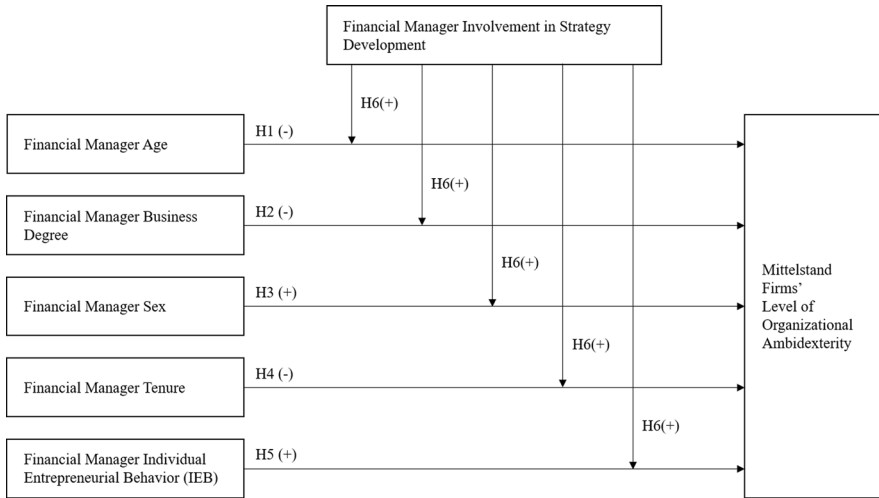 Financial Manager Involvement in Strategy
Development
H6(+)
H1 (-)
Financial Manager Age
H6(+)
Financial Manager Business
Degree
H2 (-)
H6(+)
H3 (+)
Financial Manager Sex
Mittelstand
Firms’
Level of
Organizational
Ambidexterity
H6(+)
H4 (-)
Financial Manager Tenure
H6(+)
H5 (+)
Financial Manager Individual
Entrepreneurial Behavior (IEB)